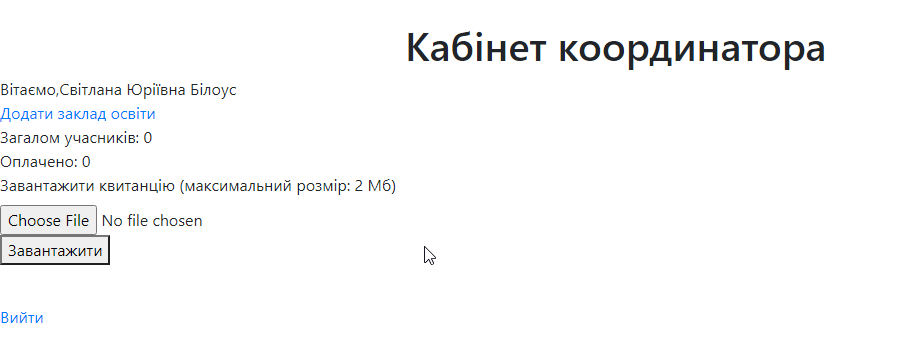 Кабінет координатора
Вітаємо,Світлана Юріївна Білоус
Додати заклад освіти
Загалом учасників: 0
Оплачено: 0
Завантажити квитанцію (максимальний розмір: 2 Мб)
Choose File No file chosen
Завантажити
Вийти